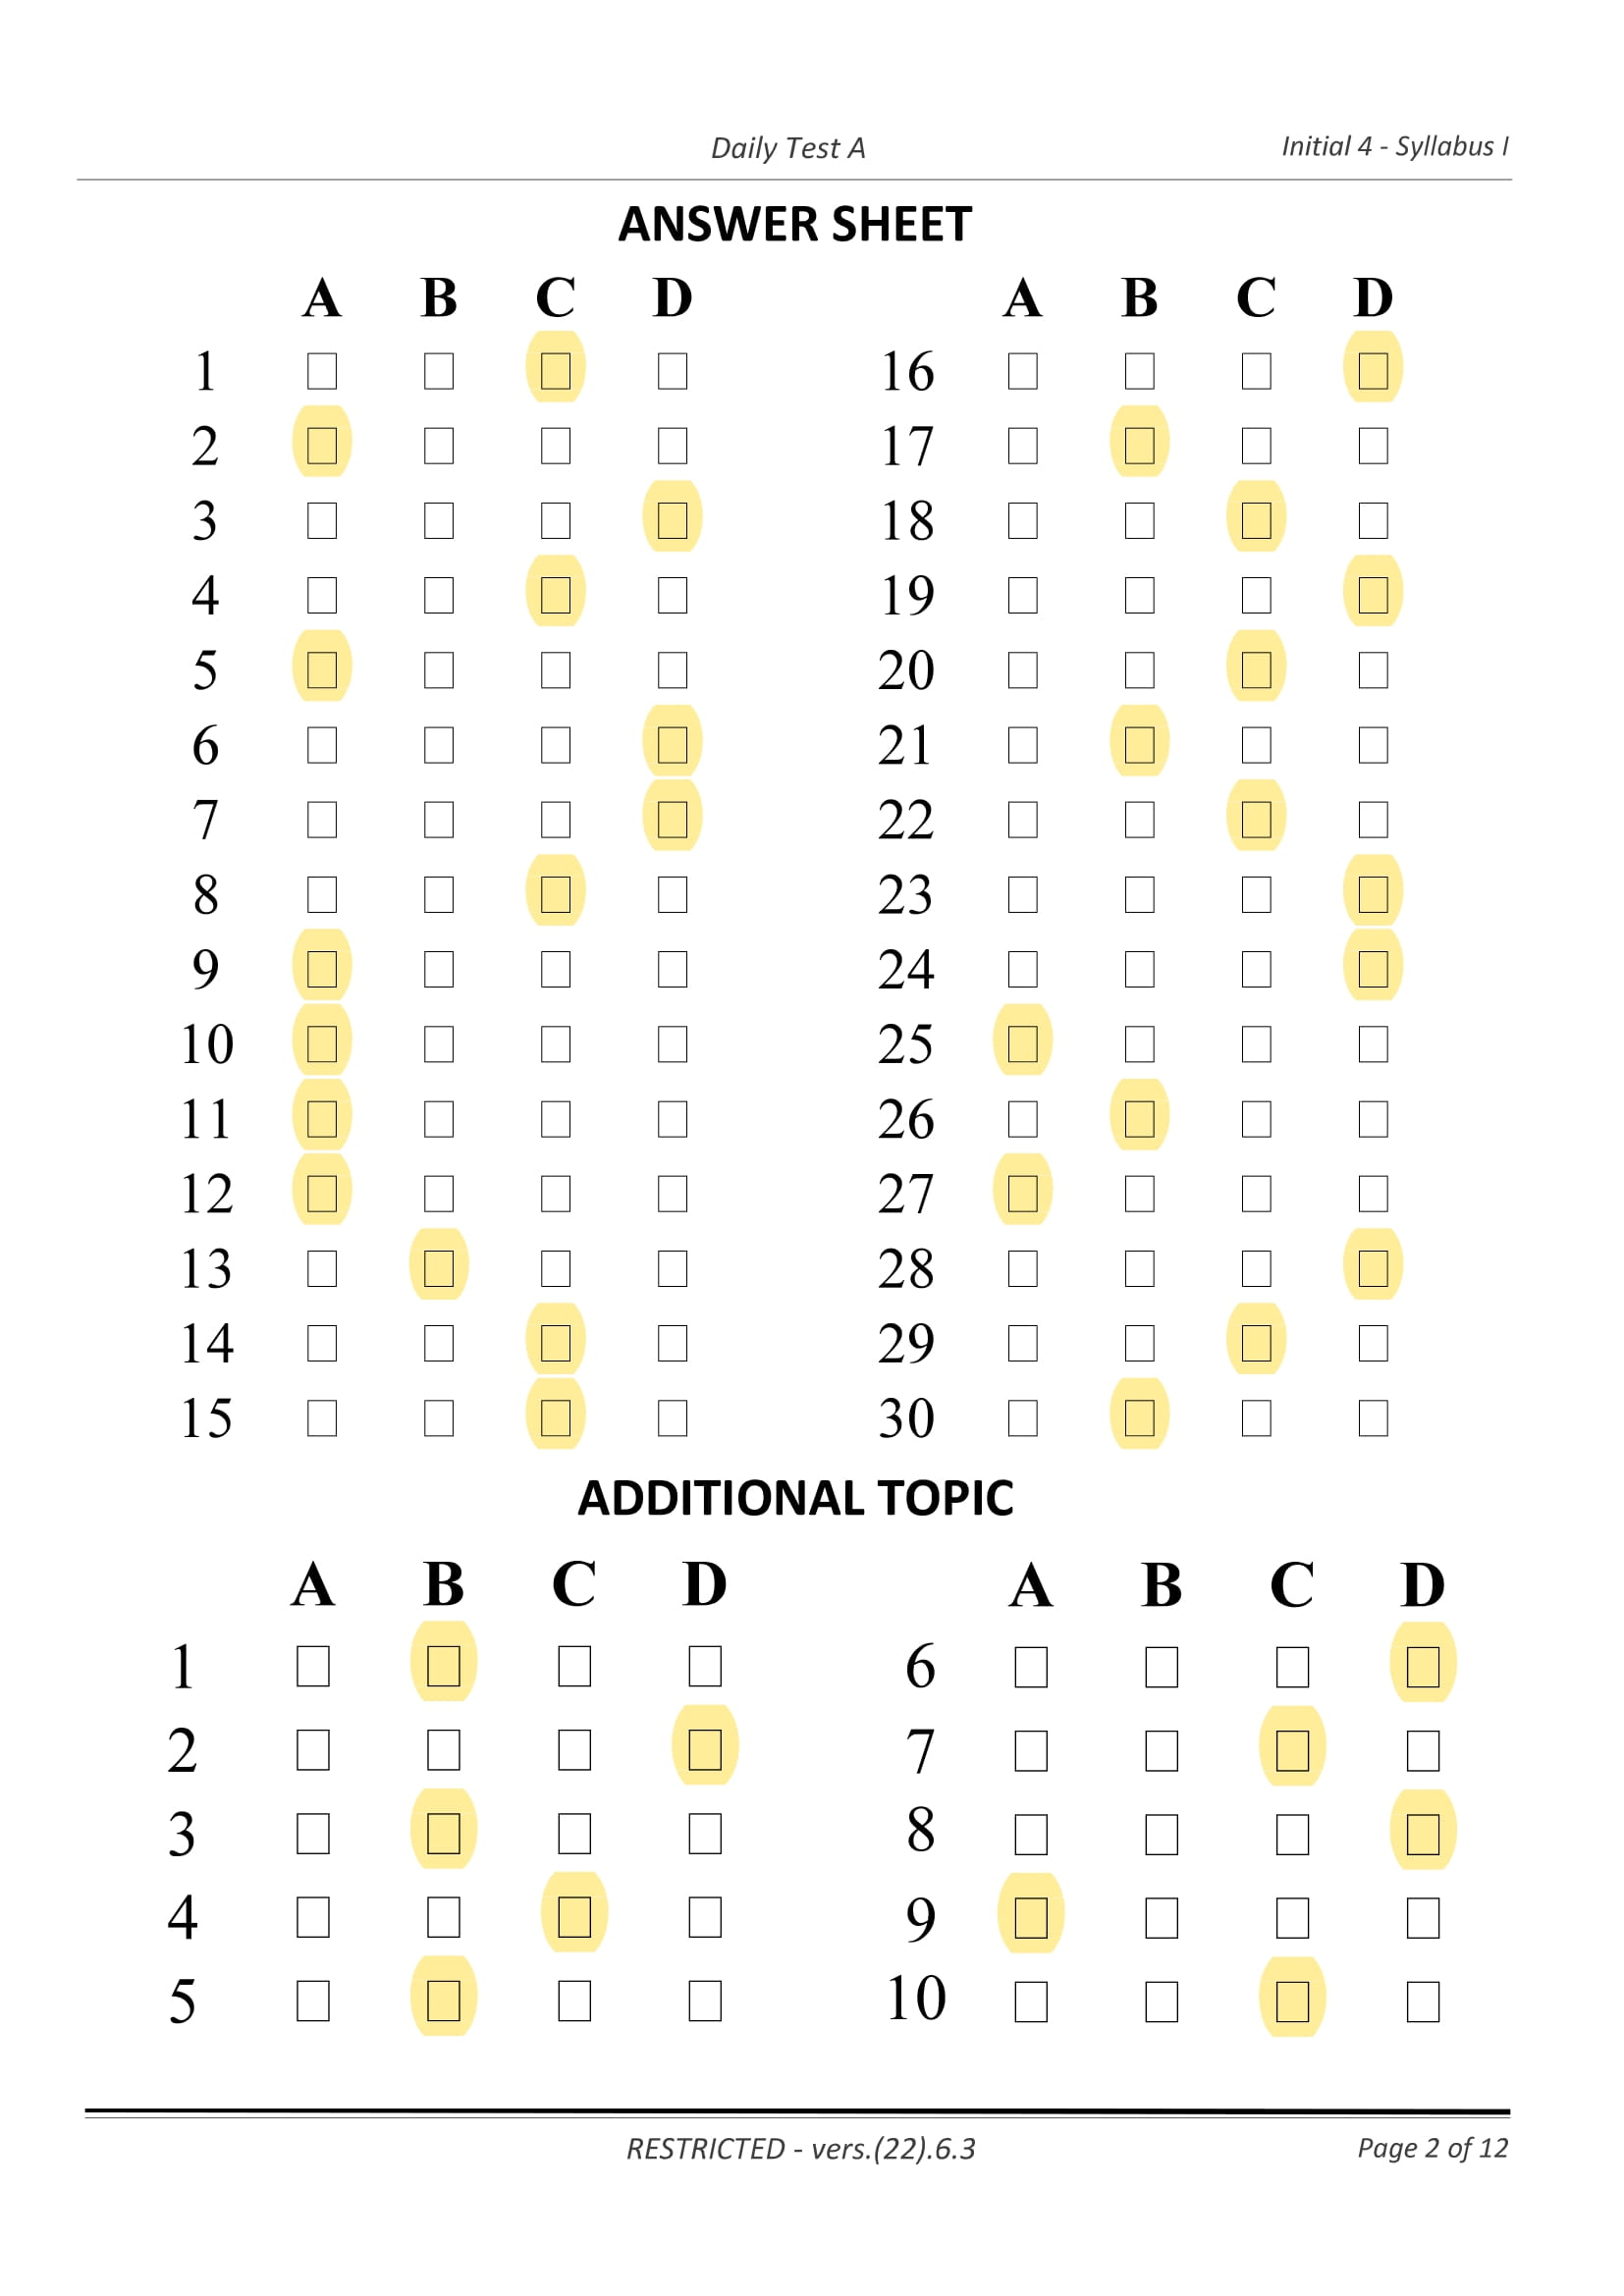 Daily Test A Initial 4 - Syllabus I
ANSWER SHEET
A B C D A B C D
1 □ □ □ □ 16 □ □ □ □
2 □ □ □ □ 17 □ □ □ □
3 □ □ □ □ 18 □ □ □ □
4 □ □ □ □ 19 □ □ □ □
5 □ □ □ □ 20 □ □ □ □
6 □ □ □ □ 21 □ □ □ □
7 □ □ □ □ 22 □ □ □ □
8 □ □ □ □ 23 □ □ □ □
9 □ □ □ □ 24 □ □ □ □
10 □ □ □ □ 25 □ □ □ □
11 □ □ □ □ 26 □ □ □ □
12 □ □ □ □ 27 □ □ □ □
13 □ □ □ □ 28 □ □ □ □
14 □ □ □ □ 29 □ □ □ □
15 □ □ □ □ 30 □ □ □ □
ADDITIONAL TOPIC
A B C D A B C D
1 □ □ □ □ 6 □ □ □ □
2 □ □ □ □ 7 □ □ □ □
3 □ □ □ □ 8 □ □ □ □
4 □ □ □ □ 9 □ □ □ □
5 □ □ □ □ 10 □ □ □ □
RESTRICTED - vers.(22).6.3 Page 2 of 12